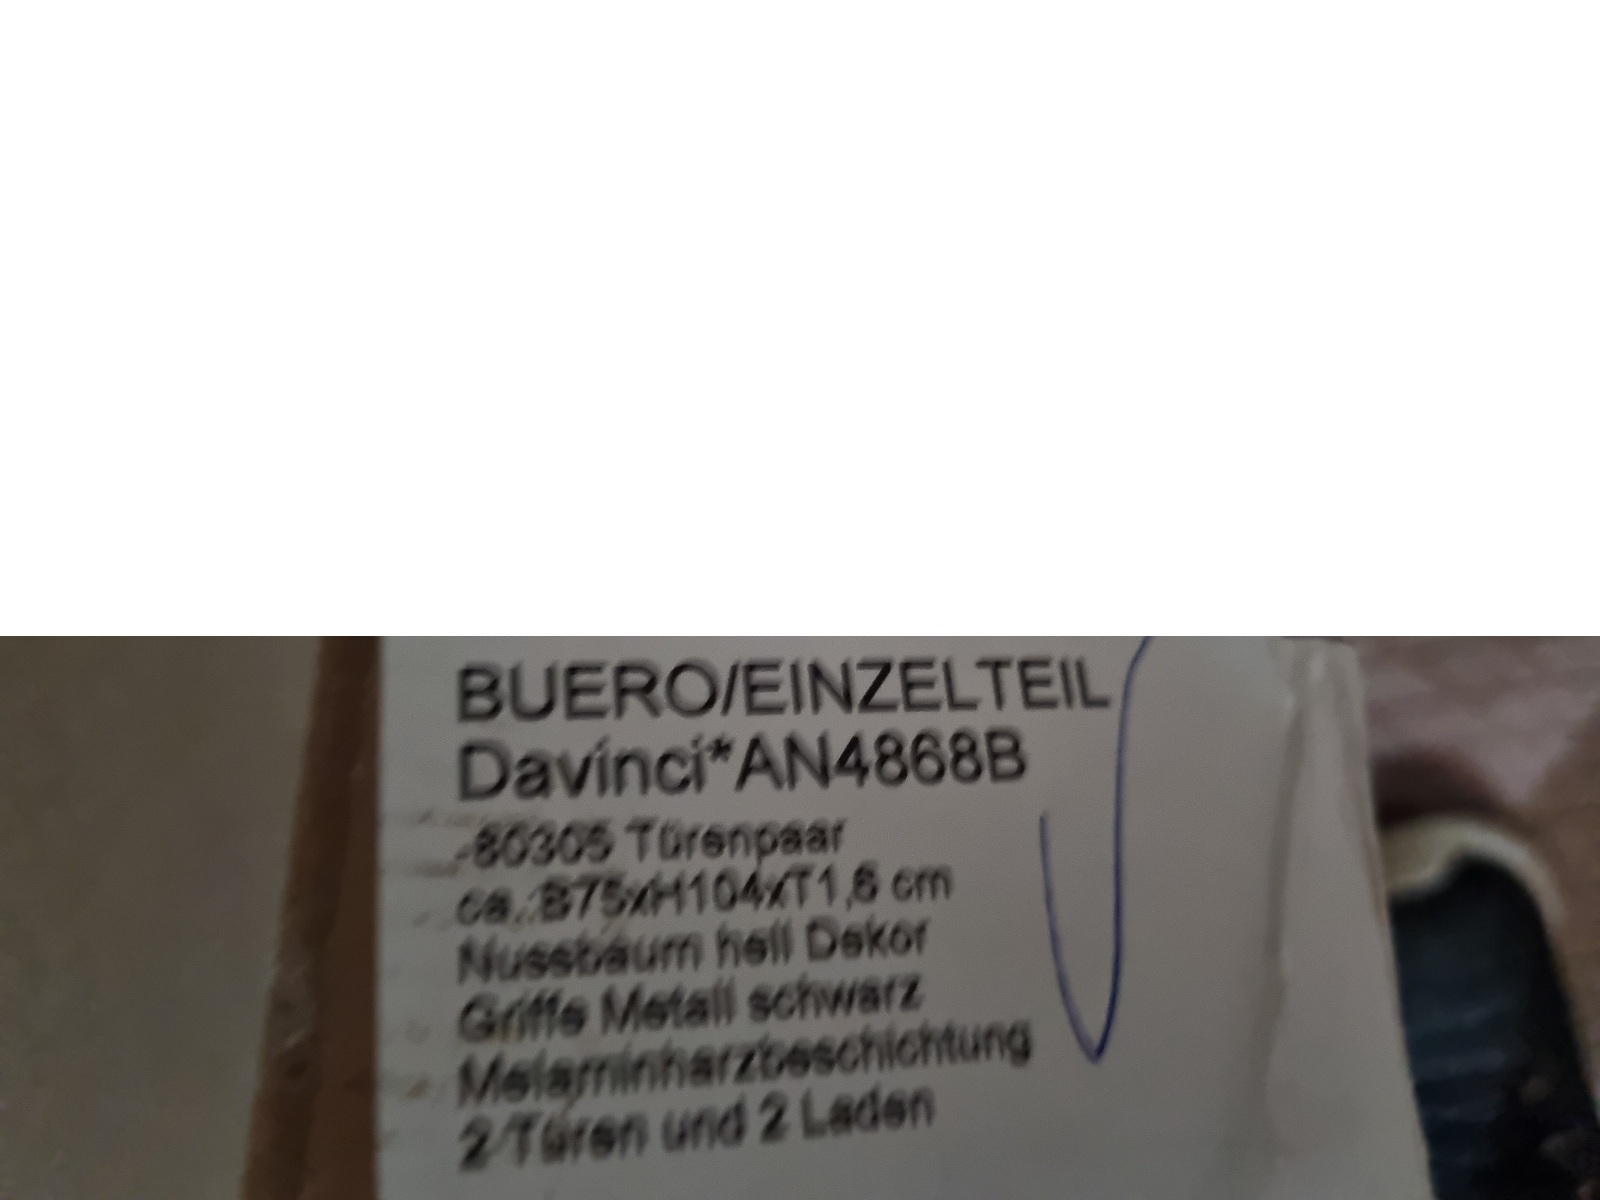 BUERO/EINZELTEIL
Davinci*AN4868B
-80305 Türenpaar
ca.:B75xH104xT1,6 cm
Nussbaum hell Dekor
Griffe Metall schwarz
Melaminharzbeschichtung
2 Türen und 2 Laden